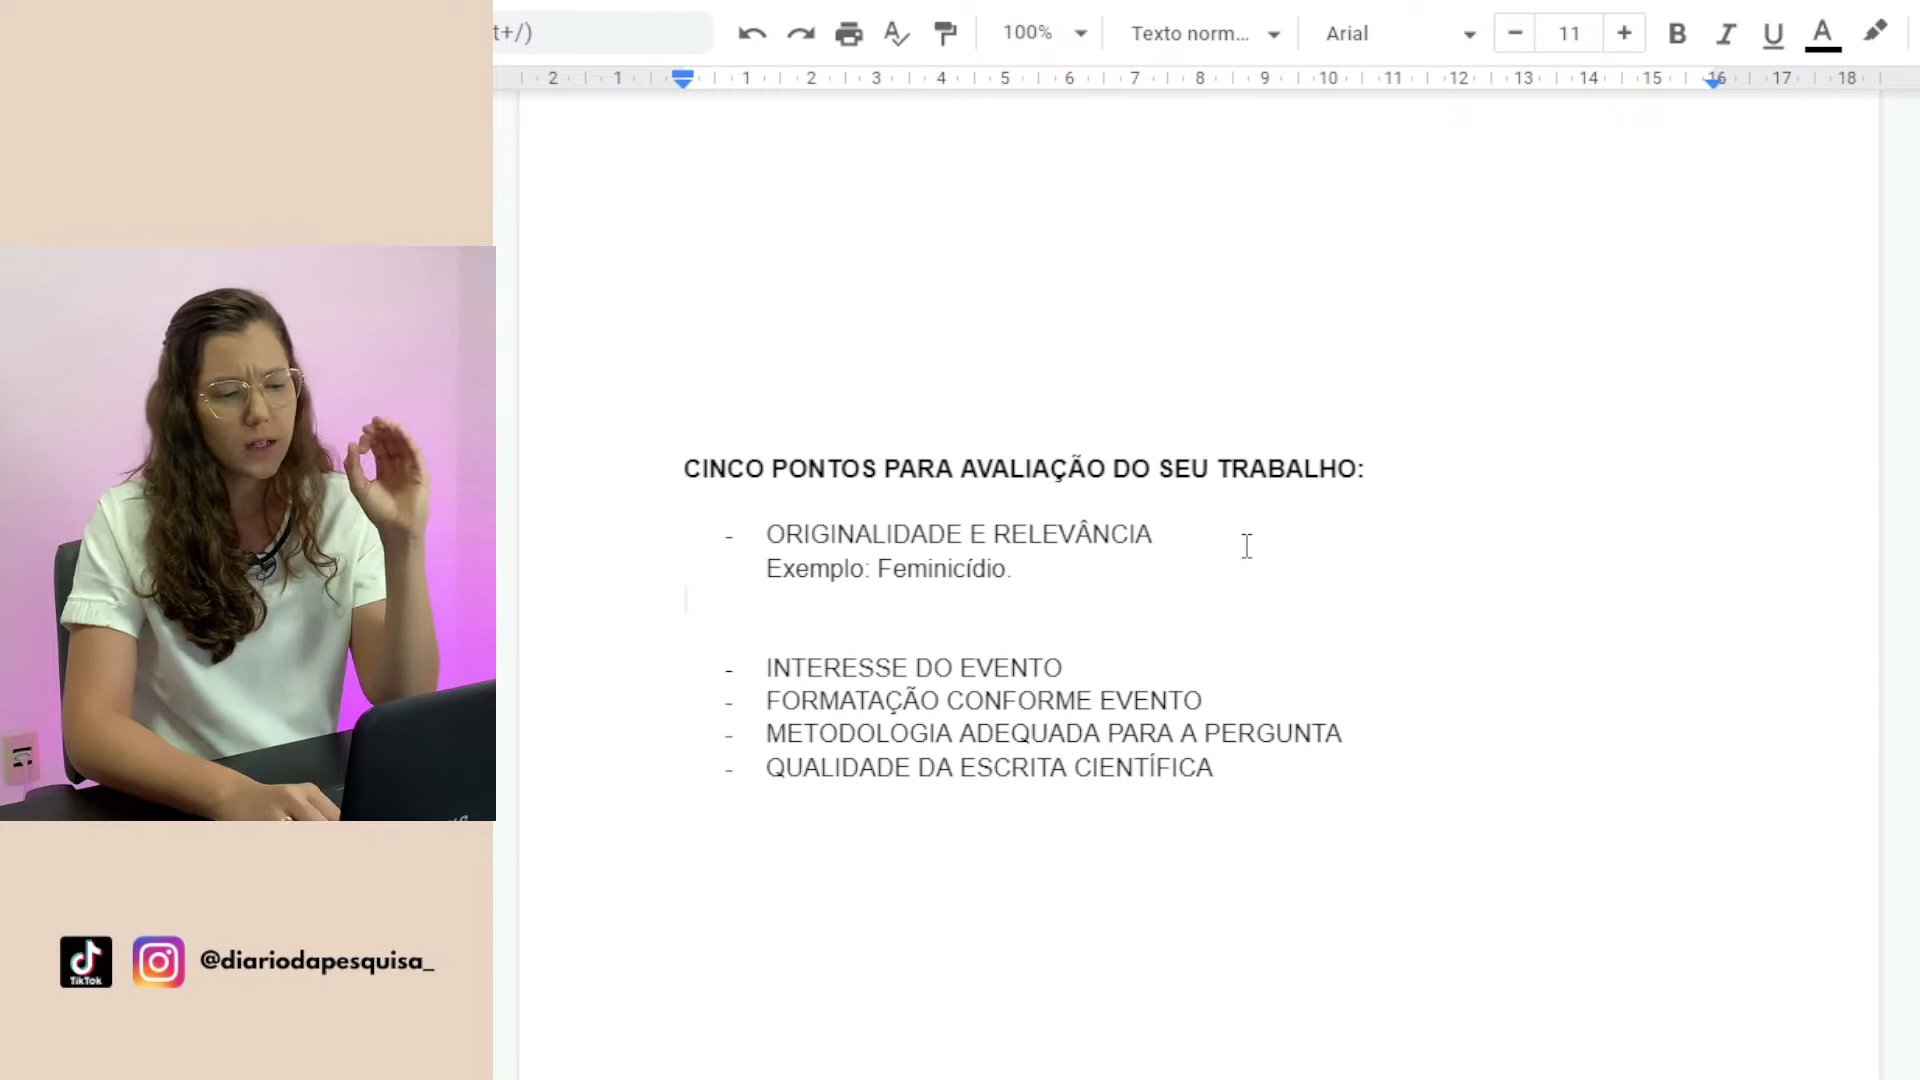 t+/)
100%
Texto norm...
Arial
11
B I U A
2 1 1 2 3 4 5 6 7 8 9 10 11 12 13 14 15 16 17 18
CINCO PONTOS PARA AVALIAÇÃO DO SEU TRABALHO:
- ORIGINALIDADE E RELEVÂNCIA
Exemplo: Feminicídio.
- INTERESSE DO EVENTO
- FORMATAÇÃO CONFORME EVENTO
- METODOLOGIA ADEQUADA PARA A PERGUNTA
- QUALIDADE DA ESCRITA CIENTÍFICA
TikTok
@diariodapesquisa_